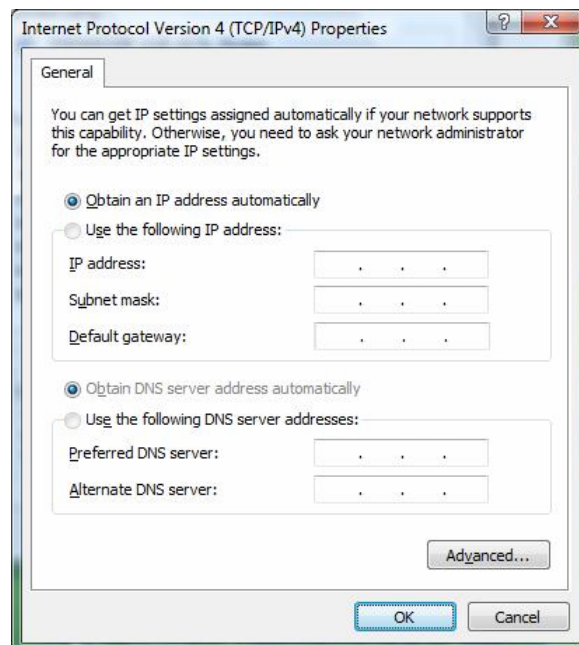 Internet Protocol Version 4 (TCP/IPv4) Properties
General
You can get IP settings assigned automatically if your network supports
this capability. Otherwise, you need to ask your network administrator
for the appropriate IP settings.
Obtain an IP address automatically
Use the following IP address:
IP address:
Subnet mask:
Default gateway:
Obtain DNS server address automatically
Use the following DNS server addresses:
Preferred DNS server:
Alternate DNS server:
Advanced...
OK Cancel